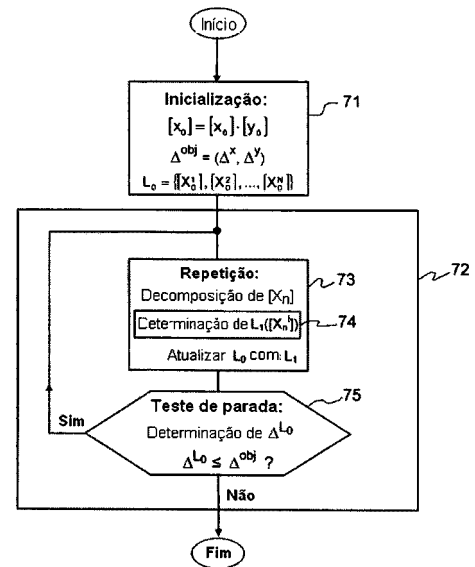 Início
Inicialização:
[x₀] = [x₀]·[y₀]
Δᵒᵇʲ = (Δˣ, Δʸ)
L₀ = {[X₀¹], [X₀²], ..., [X₀ᴺ]}
71
72
Repetição:
Decomposição de [Xn]
Determinação de L₁([Xnⁱ])
Atualizar L₀ com: L₁
73
74
Teste de parada:
Determinação de Δᴸ⁰
Δᴸ⁰ ≤ Δᵒᵇʲ ?
75
Sim
Não
Fim